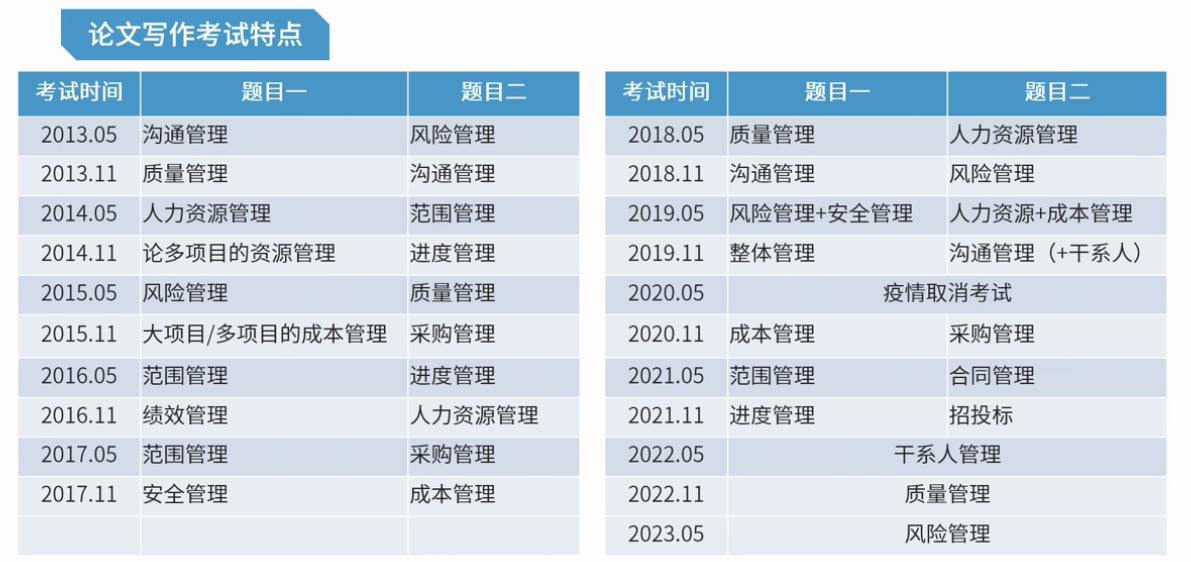 论文写作考试特点
考试时间 题目一 题目二
2013.05 沟通管理 风险管理
2013.11 质量管理 沟通管理
2014.05 人力资源管理 范围管理
2014.11 论多项目的资源管理 进度管理
2015.05 风险管理 质量管理
2015.11 大项目/多项目的成本管理 采购管理
2016.05 范围管理 进度管理
2016.11 绩效管理 人力资源管理
2017.05 范围管理 采购管理
2017.11 安全管理 成本管理
考试时间 题目一 题目二
2018.05 质量管理 人力资源管理
2018.11 沟通管理 风险管理
2019.05 风险管理+安全管理 人力资源+成本管理
2019.11 整体管理 沟通管理（+干系人）
2020.05 疫情取消考试
2020.11 成本管理 采购管理
2021.05 范围管理 合同管理
2021.11 进度管理 招投标
2022.05 干系人管理
2022.11 质量管理
2023.05 风险管理